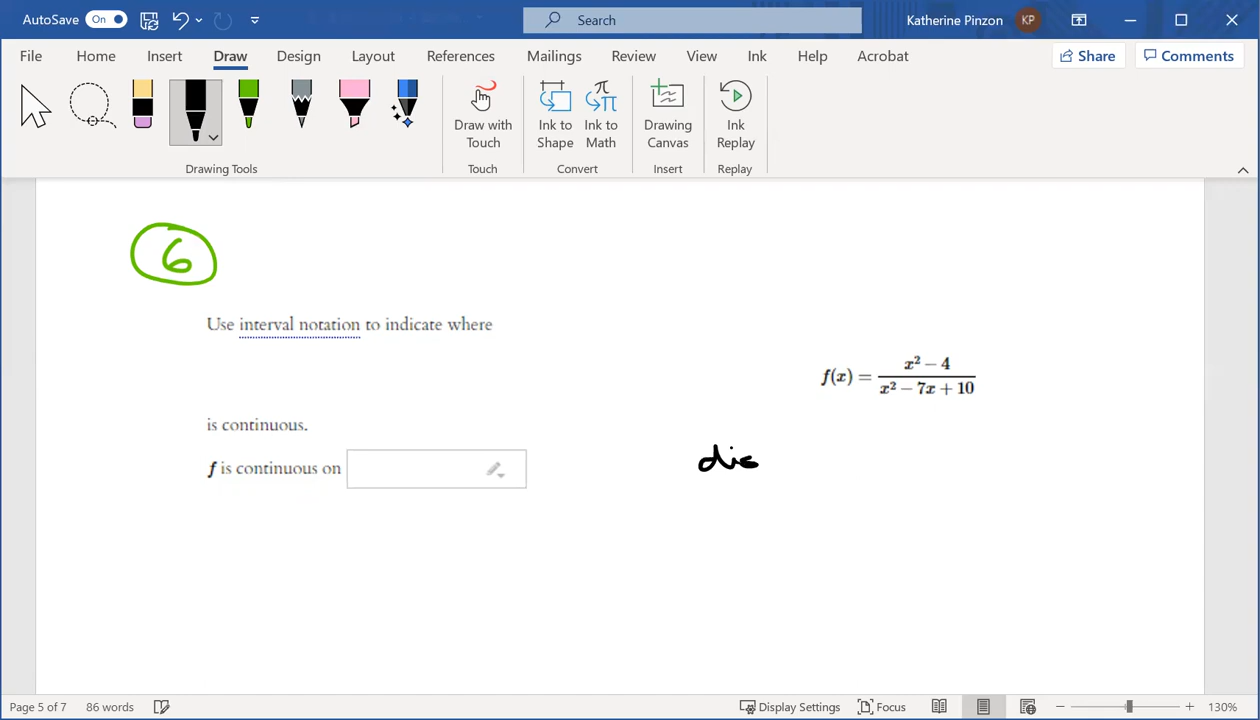 AutoSave On Search Katherine Pinzon KP
File Home Insert Draw Design Layout References Mailings Review View Ink Help Acrobat Share Comments
Draw with Touch Ink to Shape Ink to Math Drawing Canvas Ink Replay
Drawing Tools Touch Convert Insert Replay
6
Use interval notation to indicate where
f(x) = (x² − 4)/(x² − 7x + 10)
is continuous.
f is continuous on
dis
Page 5 of 7 86 words Display Settings Focus 130%